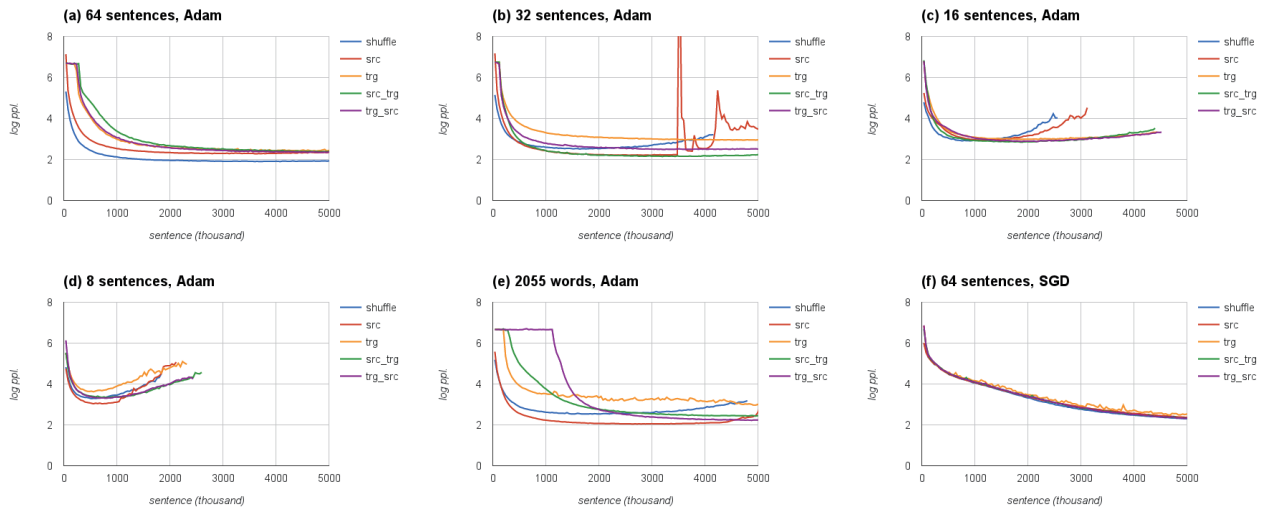 (a) 64 sentences, Adam
8
6
4
2
0
log ppl.
0 1000 2000 3000 4000 5000
sentence (thousand)
shuffle
src
trg
src_trg
trg_src
(b) 32 sentences, Adam
8
6
4
2
0
log ppl.
0 1000 2000 3000 4000 5000
sentence (thousand)
shuffle
src
trg
src_trg
trg_src
(c) 16 sentences, Adam
8
6
4
2
0
log ppl.
0 1000 2000 3000 4000 5000
sentence (thousand)
shuffle
src
trg
src_trg
trg_src
(d) 8 sentences, Adam
8
6
4
2
0
log ppl.
0 1000 2000 3000 4000 5000
sentence (thousand)
shuffle
src
trg
src_trg
trg_src
(e) 2055 words, Adam
8
6
4
2
0
log ppl.
0 1000 2000 3000 4000 5000
sentence (thousand)
shuffle
src
trg
src_trg
trg_src
(f) 64 sentences, SGD
8
6
4
2
0
log ppl.
0 1000 2000 3000 4000 5000
sentence (thousand)
shuffle
src
trg
src_trg
trg_src